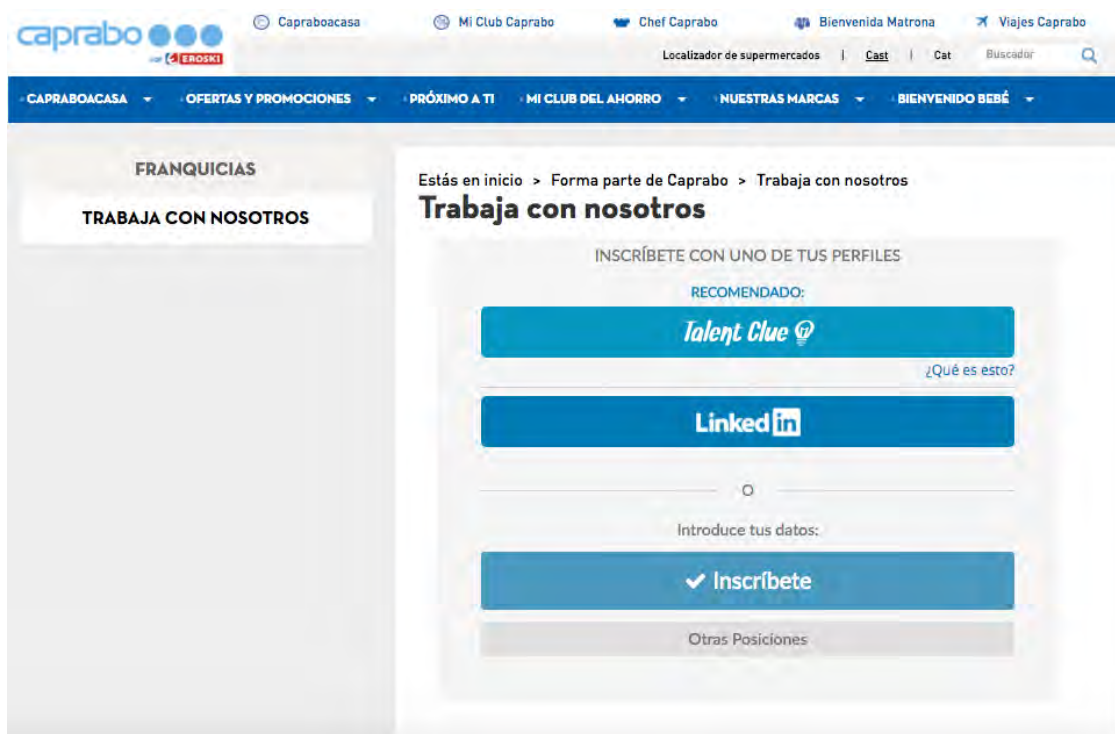 caprabo
EROSKI
Capraboacasa
Mi Club Caprabo
Chef Caprabo
Bienvenida Matrona
Viajes Caprabo
Localizador de supermercados | Cast | Cat
Buscador
CAPRABOACASA
OFERTAS Y PROMOCIONES
PRÓXIMO A TI
MI CLUB DEL AHORRO
NUESTRAS MARCAS
BIENVENIDO BEBÉ
FRANQUICIAS
TRABAJA CON NOSOTROS
Estás en inicio > Forma parte de Caprabo > Trabaja con nosotros
Trabaja con nosotros
INSCRÍBETE CON UNO DE TUS PERFILES
RECOMENDADO:
Talent Clue
¿Qué es esto?
Linked in
O
Introduce tus datos:
Inscríbete
Otras Posiciones